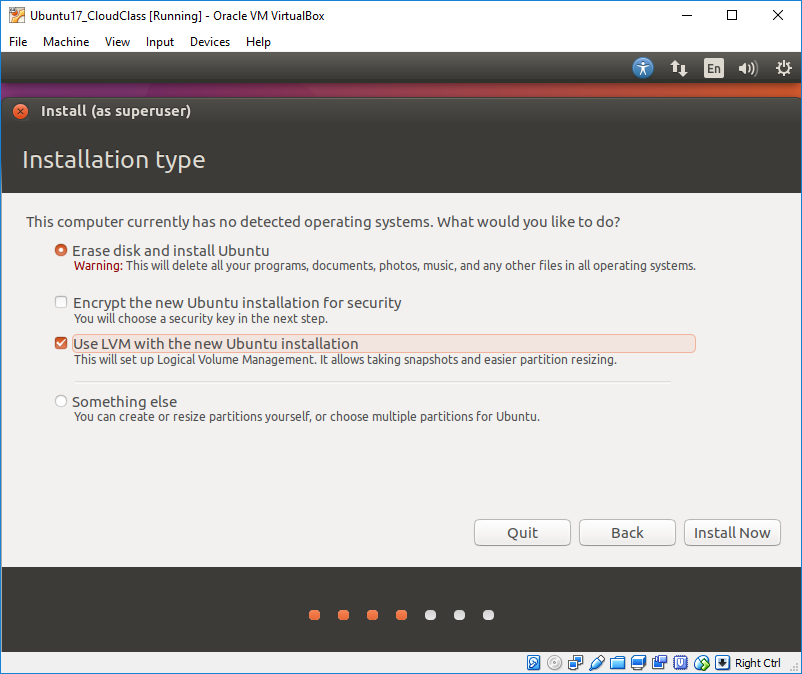 Ubuntu17_CloudClass [Running] - Oracle VM VirtualBox
File Machine View Input Devices Help
En
Install (as superuser)
Installation type
This computer currently has no detected operating systems. What would you like to do?
Erase disk and install Ubuntu
Warning: This will delete all your programs, documents, photos, music, and any other files in all operating systems.
Encrypt the new Ubuntu installation for security
You will choose a security key in the next step.
Use LVM with the new Ubuntu installation
This will set up Logical Volume Management. It allows taking snapshots and easier partition resizing.
Something else
You can create or resize partitions yourself, or choose multiple partitions for Ubuntu.
Quit Back Install Now
Right Ctrl